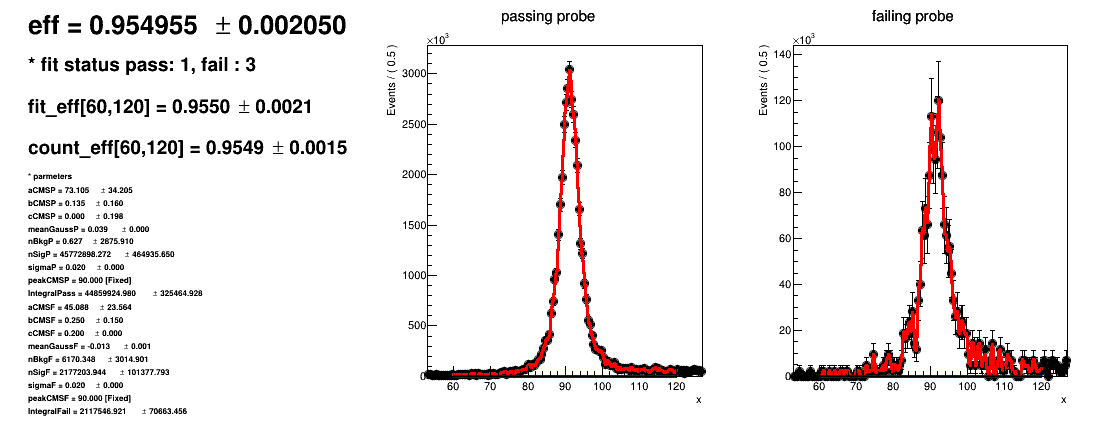 eff = 0.954955 ± 0.002050
* fit status pass: 1, fail : 3
fit_eff[60,120] = 0.9550 ± 0.0021
count_eff[60,120] = 0.9549 ± 0.0015
* parmeters
aCMSP = 73.105 ± 34.205
bCMSP = 0.135 ± 0.160
cCMSP = 0.000 ± 0.198
meanGaussP = 0.039 ± 0.000
nBkgP = 0.627 ± 2875.910
nSigP = 45772898.272 ± 464935.650
sigmaP = 0.020 ± 0.000
peakCMSP = 90.000 [Fixed]
IntegralPass = 44859924.980 ± 325464.928
aCMSF = 45.088 ± 23.564
bCMSF = 0.250 ± 0.150
cCMSF = 0.200 ± 0.000
meanGaussF = -0.013 ± 0.001
nBkgF = 6170.348 ± 3014.901
nSigF = 2177203.944 ± 101377.793
sigmaF = 0.020 ± 0.000
peakCMSF = 90.000 [Fixed]
IntegralFail = 2117546.921 ± 70663.456
passing probe
×10³
Events / ( 0.5 )
3000
2500
2000
1500
1000
500
0
60 70 80 90 100 110 120
x
failing probe
×10³
Events / ( 0.5 )
140
120
100
80
60
40
20
0
60 70 80 90 100 110 120
x